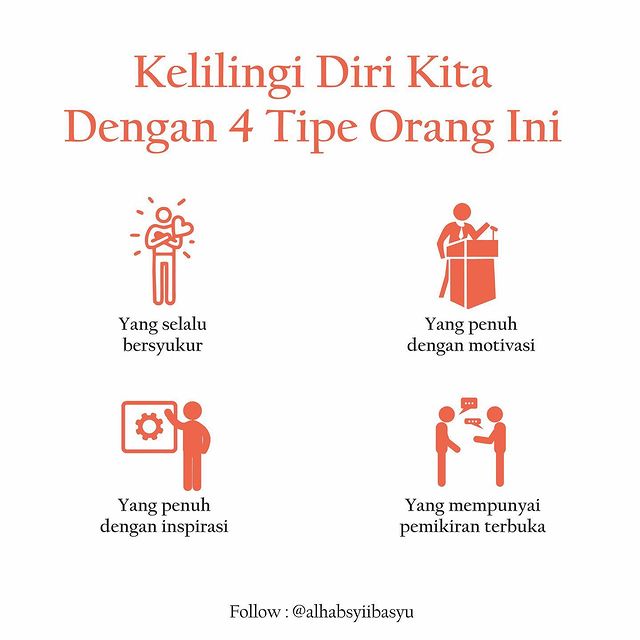 Kelilingi Diri Kita
Dengan 4 Tipe Orang Ini
Yang selalu
bersyukur
Yang penuh
dengan motivasi
Yang penuh
dengan inspirasi
Yang mempunyai
pemikiran terbuka
Follow : @alhabsyiibasyu